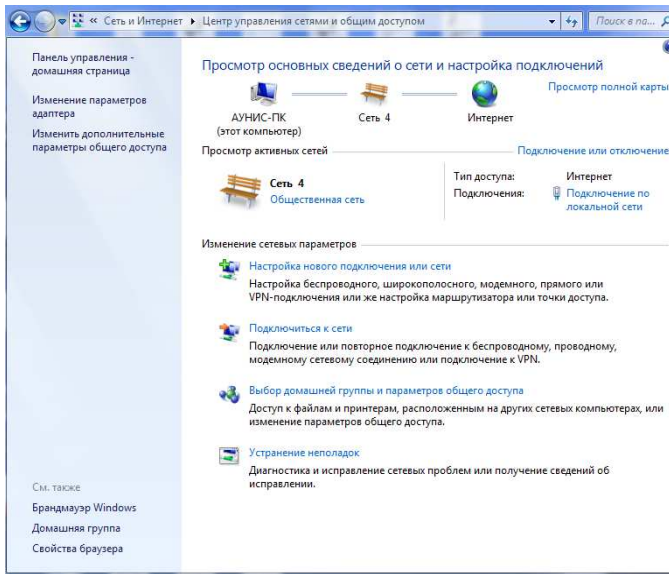 « Сеть и Интернет ▸ Центр управления сетями и общим доступом
Поиск в па...
Панель управления -
домашняя страница
Изменение параметров
адаптера
Изменить дополнительные
параметры общего доступа
Просмотр основных сведений о сети и настройка подключений
Просмотр полной карты
АУНИС-ПК
(этот компьютер)
Сеть 4
Интернет
Просмотр активных сетей
Подключение или отключение
Сеть 4
Общественная сеть
Тип доступа: Интернет
Подключения: Подключение по
локальной сети
Изменение сетевых параметров
Настройка нового подключения или сети
Настройка беспроводного, широкополосного, модемного, прямого или
VPN-подключения или же настройка маршрутизатора или точки доступа.
Подключиться к сети
Подключение или повторное подключение к беспроводному, проводному,
модемному сетевому соединению или подключение к VPN.
Выбор домашней группы и параметров общего доступа
Доступ к файлам и принтерам, расположенным на других сетевых компьютерах, или
изменение параметров общего доступа.
Устранение неполадок
Диагностика и исправление сетевых проблем или получение сведений об
исправлении.
См. также
Брандмауэр Windows
Домашняя группа
Свойства браузера